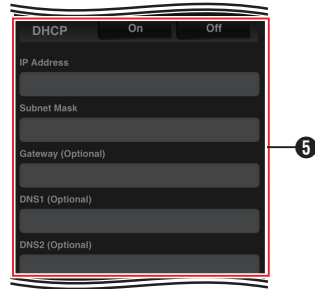 DHCP On Off
IP Address
Subnet Mask
Gateway (Optional)
DNS1 (Optional)
DNS2 (Optional)
5